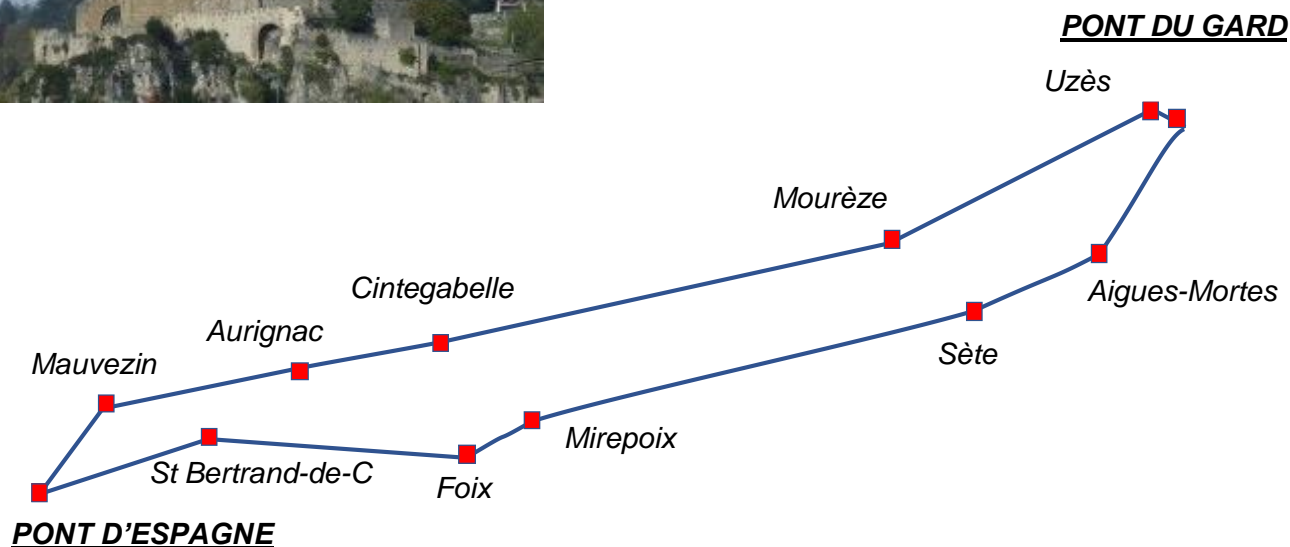 PONT DU GARD
Uzès
Mourèze
Cintegabelle
Aigues-Mortes
Aurignac
Sète
Mauvezin
Mirepoix
St Bertrand-de-C
Foix
PONT D’ESPAGNE